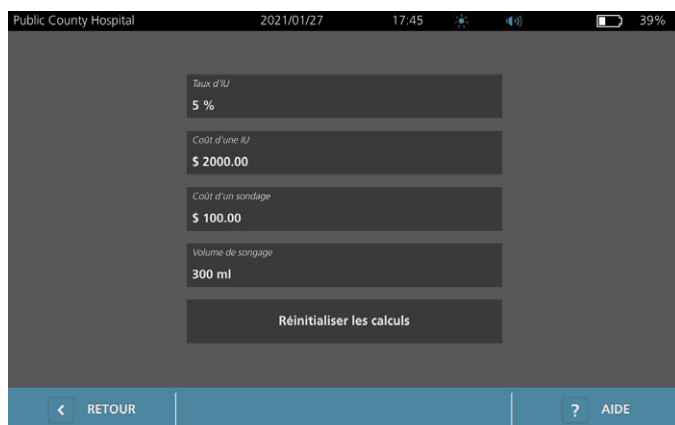 Public County Hospital 2021/01/27 17:45 39%
Taux d'IU
5 %
Coût d'une IU
$ 2000.00
Coût d'un sondage
$ 100.00
Volume de songage
300 ml
Réinitialiser les calculs
< RETOUR ? AIDE